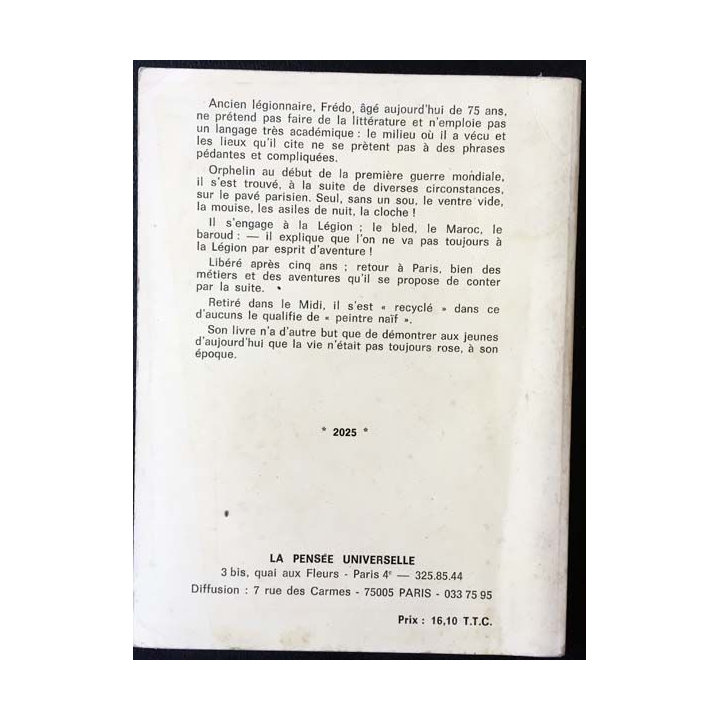 Ancien légionnaire, Frédo, âgé aujourd'hui de 75 ans,
ne prétend pas faire de la littérature et n'emploie pas
un langage très académique : le milieu où il a vécu et
les lieux qu'il cite ne se prêtent pas à des phrases
pédantes et compliquées.
Orphelin au début de la première guerre mondiale,
il s'est trouvé, à la suite de diverses circonstances,
sur le pavé parisien. Seul, sans un sou, le ventre vide,
la mouise, les asiles de nuit, la cloche !
Il s'engage à la Légion ; le bled, le Maroc, le
baroud : — il explique que l'on ne va pas toujours à
la Légion par esprit d'aventure !
Libéré après cinq ans ; retour à Paris, bien des
métiers et des aventures qu'il se propose de conter
par la suite.
Retiré dans le Midi, il s'est « recyclé » dans ce
d'aucuns le qualifie de « peintre naïf ».
Son livre n'a d'autre but que de démontrer aux jeunes
d'aujourd'hui que la vie n'était pas toujours rose, à son
époque.
* 2025 *
LA PENSÉE UNIVERSELLE
3 bis, quai aux Fleurs - Paris 4e — 325.85.44
Diffusion : 7 rue des Carmes - 75005 PARIS - 033 75 95
Prix : 16,10 T.T.C.